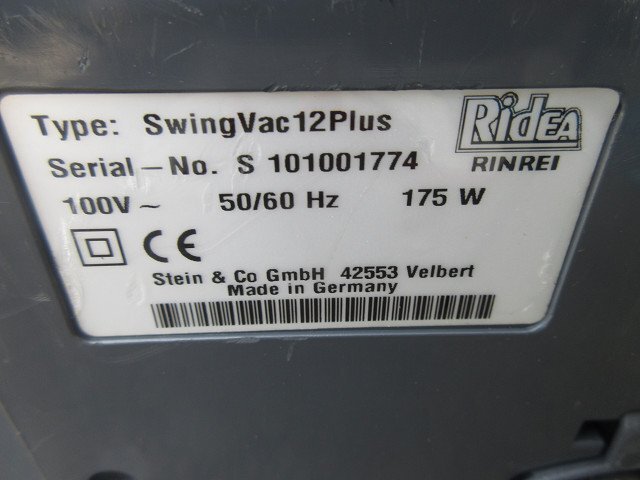 Type: SwingVac12Plus
RidEA
RINREI
Serial - No. S 101001774
100V ~ 50/60 Hz 175 W
CE
Stein & Co GmbH 42553 Velbert
Made in Germany